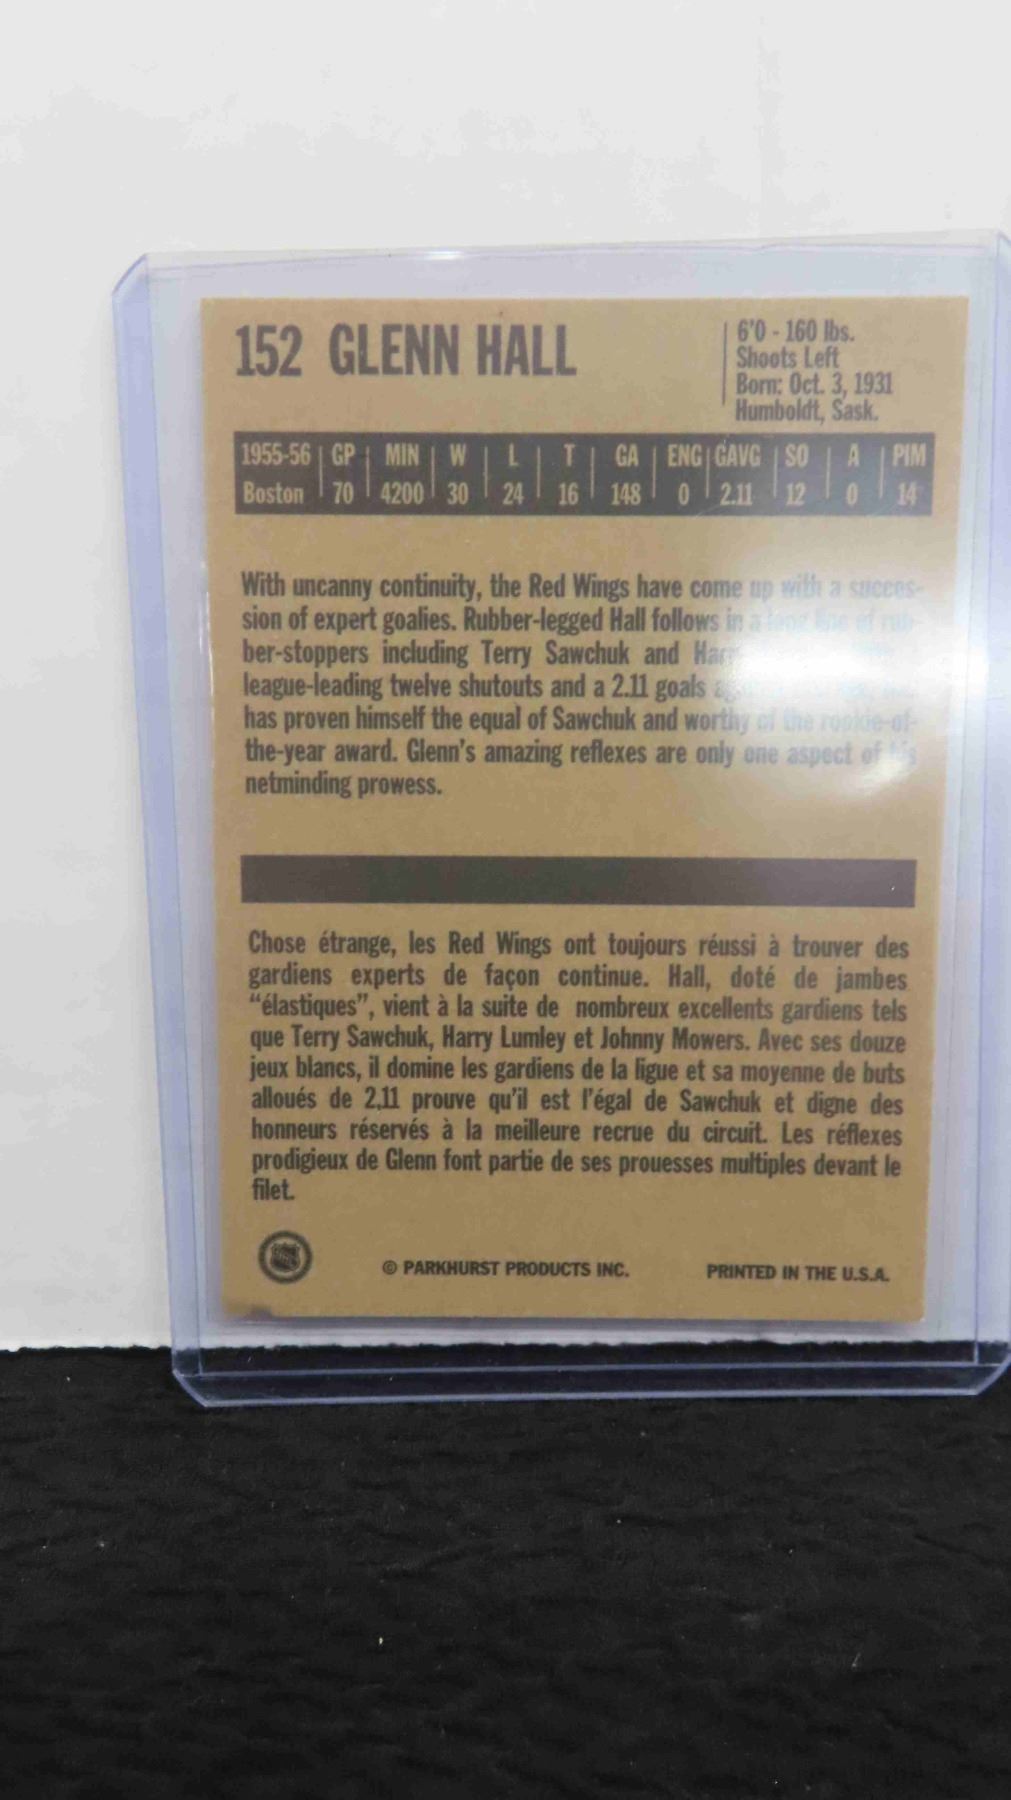 152 GLENN HALL
6'0 - 160 lbs.
Shoots Left
Born: Oct. 3, 1931
Humboldt, Sask.
1955-56 GP MIN W L T GA ENG GAVG SO A PIM
Boston 70 4200 30 24 16 148 0 2.11 12 0 14
With uncanny continuity, the Red Wings have come up with a succes-
sion of expert goalies. Rubber-legged Hall follows in a long line of rub-
ber-stoppers including Terry Sawchuk and
league-leading twelve shutouts and a 2.11 goals
has proven himself the equal of Sawchuk and worthy of the rookie-of-
the-year award. Glenn's amazing reflexes are only one aspect of his
netminding prowess.
Chose étrange, les Red Wings ont toujours réussi à trouver des
gardiens experts de façon continue. Hall, doté de jambes
“élastiques”, vient à la suite de nombreux excellents gardiens tels
que Terry Sawchuk, Harry Lumley et Johnny Mowers. Avec ses douze
jeux blancs, il domine les gardiens de la ligue et sa moyenne de buts
alloués de 2,11 prouve qu'il est l'égal de Sawchuk et digne des
honneurs réservés à la meilleure recrue du circuit. Les réflexes
prodigieux de Glenn font partie de ses prouesses multiples devant le
filet.
© PARKHURST PRODUCTS INC. PRINTED IN THE U.S.A.